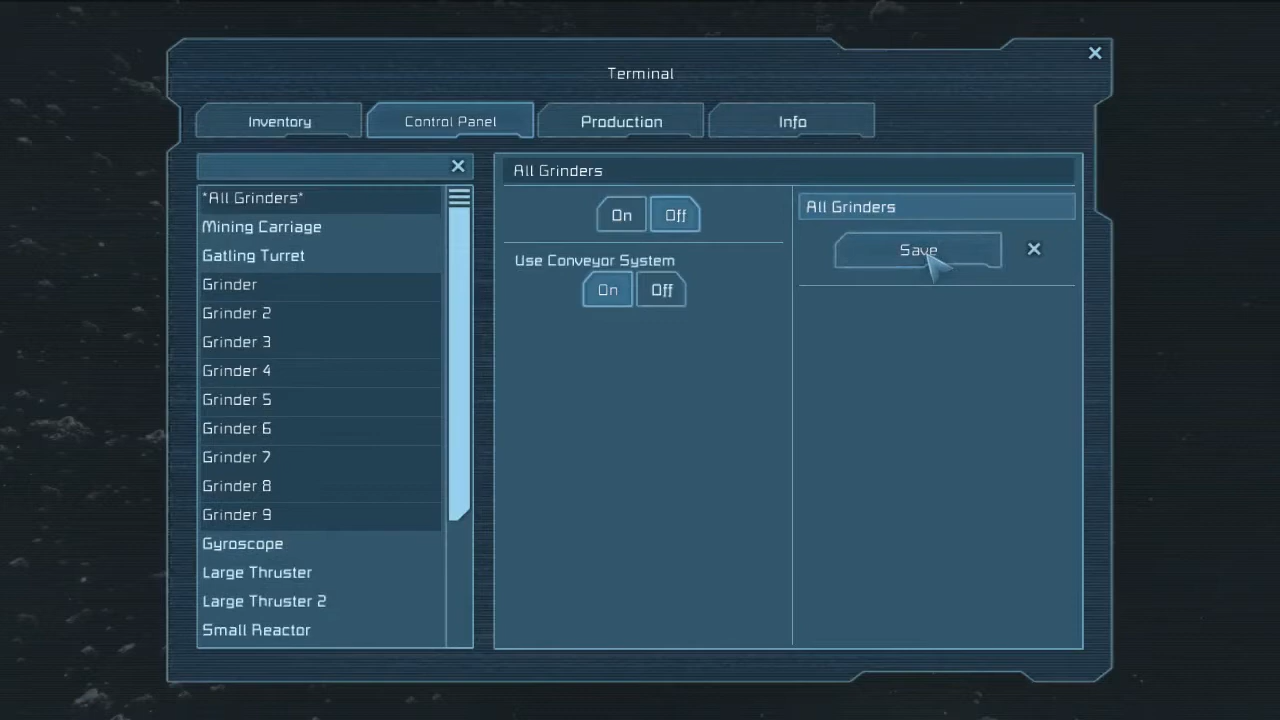 Terminal
Inventory
Control Panel
Production
Info
*All Grinders*
Mining Carriage
Gatling Turret
Grinder
Grinder 2
Grinder 3
Grinder 4
Grinder 5
Grinder 6
Grinder 7
Grinder 8
Grinder 9
Gyroscope
Large Thruster
Large Thruster 2
Small Reactor
All Grinders
On Off
Use Conveyor System
On Off
All Grinders
Save